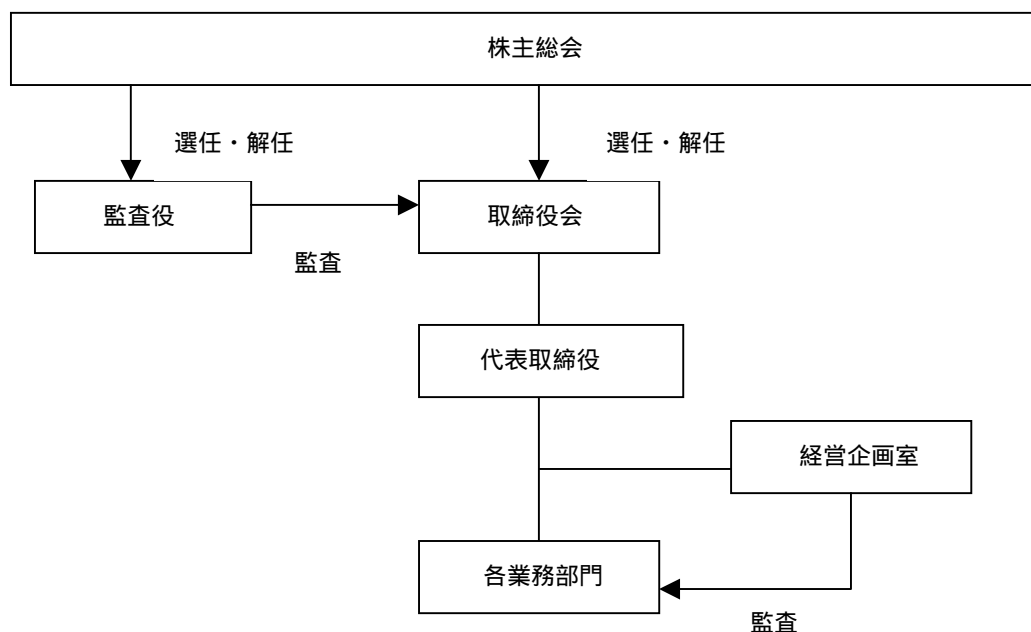 株主総会
選任・解任
選任・解任
監査役
取締役会
監査
代表取締役
経営企画室
各業務部門
監査